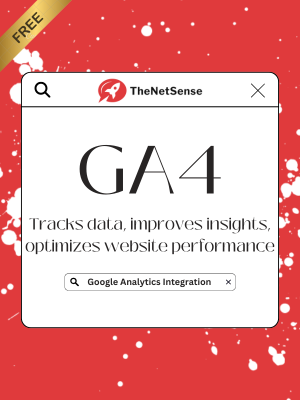 FREE
TheNetSense
GA4
Tracks data, improves insights,
optimizes website performance
Google Analytics Integration